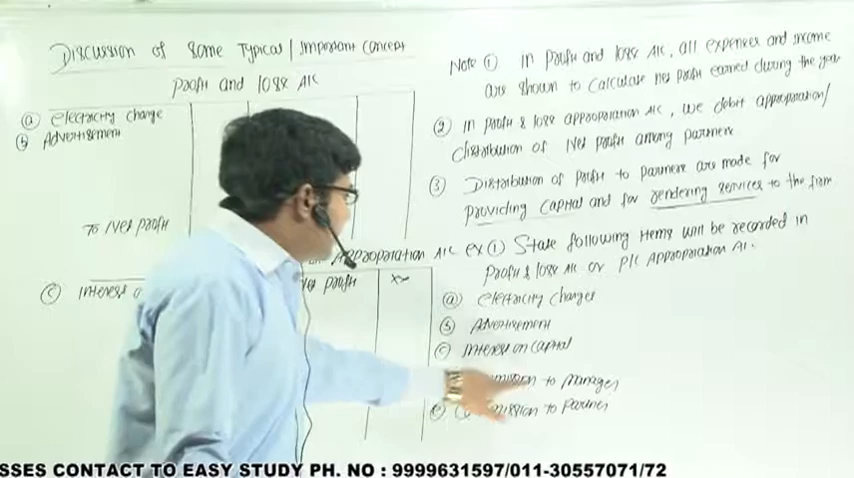 Discussion of Some Typical / Important Concept
Profit and loss A/C
(a) Electricity charge
(b) Advertisement
To Net profit
Appropriation A/C
(c) Interest o
Net profit
xx
Note (1) In Profit and loss A/C, all expenses and income
are shown to calculate net profit earned during the year
(2) In profit & loss appropriation A/C, we debit appropriation/
distribution of Net profit among partners
(3) Distribution of profit to partners are made for
providing capital and for rendering services to the firm
ex (1) State following items will be recorded in
Profit & loss A/C or P/L Appropriation A/.
(a) Electricity charges
(b) Advertisement
(c) Interest on capital
mission to Manager
(e) Co mission to Partner
SSES CONTACT TO EASY STUDY PH. NO : 9999631597/011-30557071/72